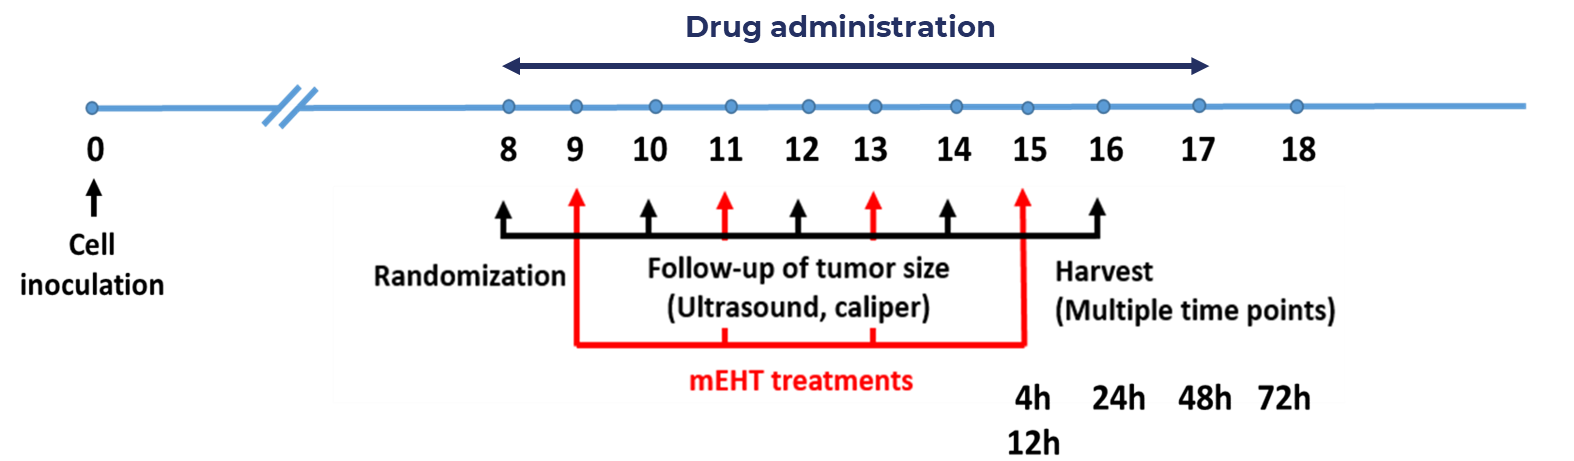 Drug administration
0 8 9 10 11 12 13 14 15 16 17 18
Cell
inoculation
Randomization
Follow-up of tumor size
(Ultrasound, caliper)
Harvest
(Multiple time points)
mEHT treatments
4h 24h 48h 72h
12h